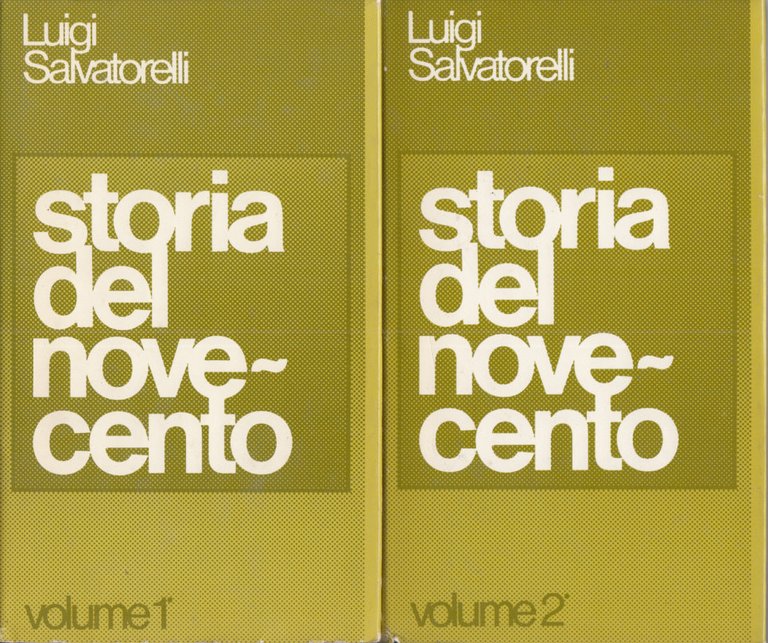 Luigi
Salvatorelli
storia
del
nove~
cento
volume 1°
Luigi
Salvatorelli
storia
del
nove~
cento
volume 2°